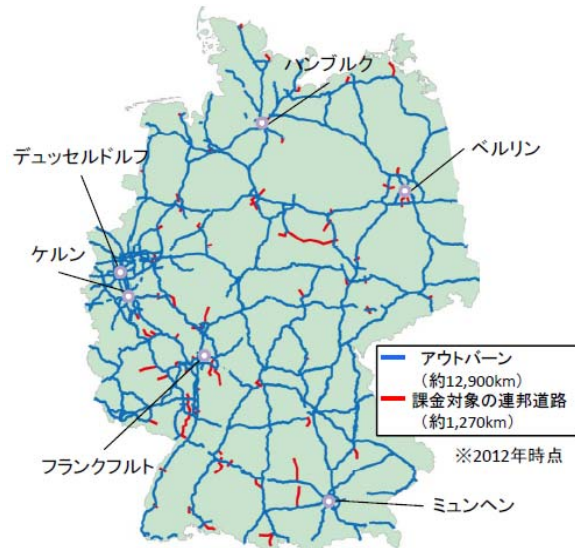 ハンブルク
デュッセルドルフ
ベルリン
ケルン
アウトバーン
（約12,900km）
課金対象の連邦道路
（約1,270km）
フランクフルト
※2012年時点
ミュンヘン